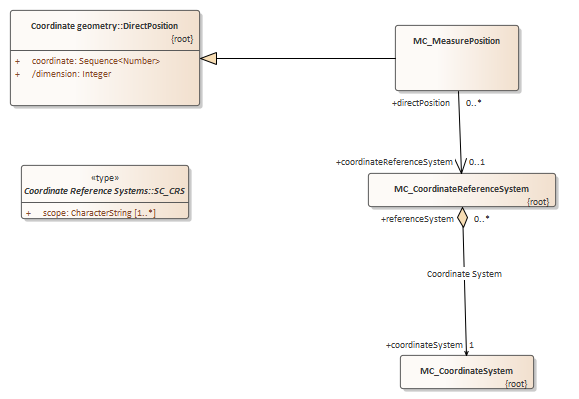 Coordinate geometry::DirectPosition
{root}
+ coordinate: Sequence<Number>
+ /dimension: Integer
MC_MeasurePosition
+directPosition 0..*
«type»
Coordinate Reference Systems::SC_CRS
+ scope: CharacterString [1..*]
+coordinateReferenceSystem 0..1
MC_CoordinateReferenceSystem
{root}
+referenceSystem 0..*
Coordinate System
+coordinateSystem 1
MC_CoordinateSystem
{root}